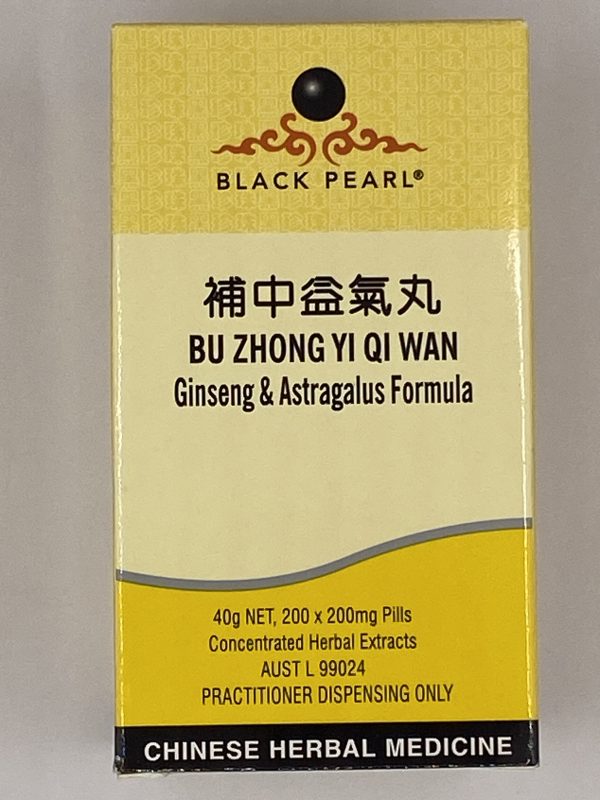 BLACK PEARL®
補中益氣丸
BU ZHONG YI QI WAN
Ginseng & Astragalus Formula
40g NET, 200 x 200mg Pills
Concentrated Herbal Extracts
AUST L 99024
PRACTITIONER DISPENSING ONLY
CHINESE HERBAL MEDICINE